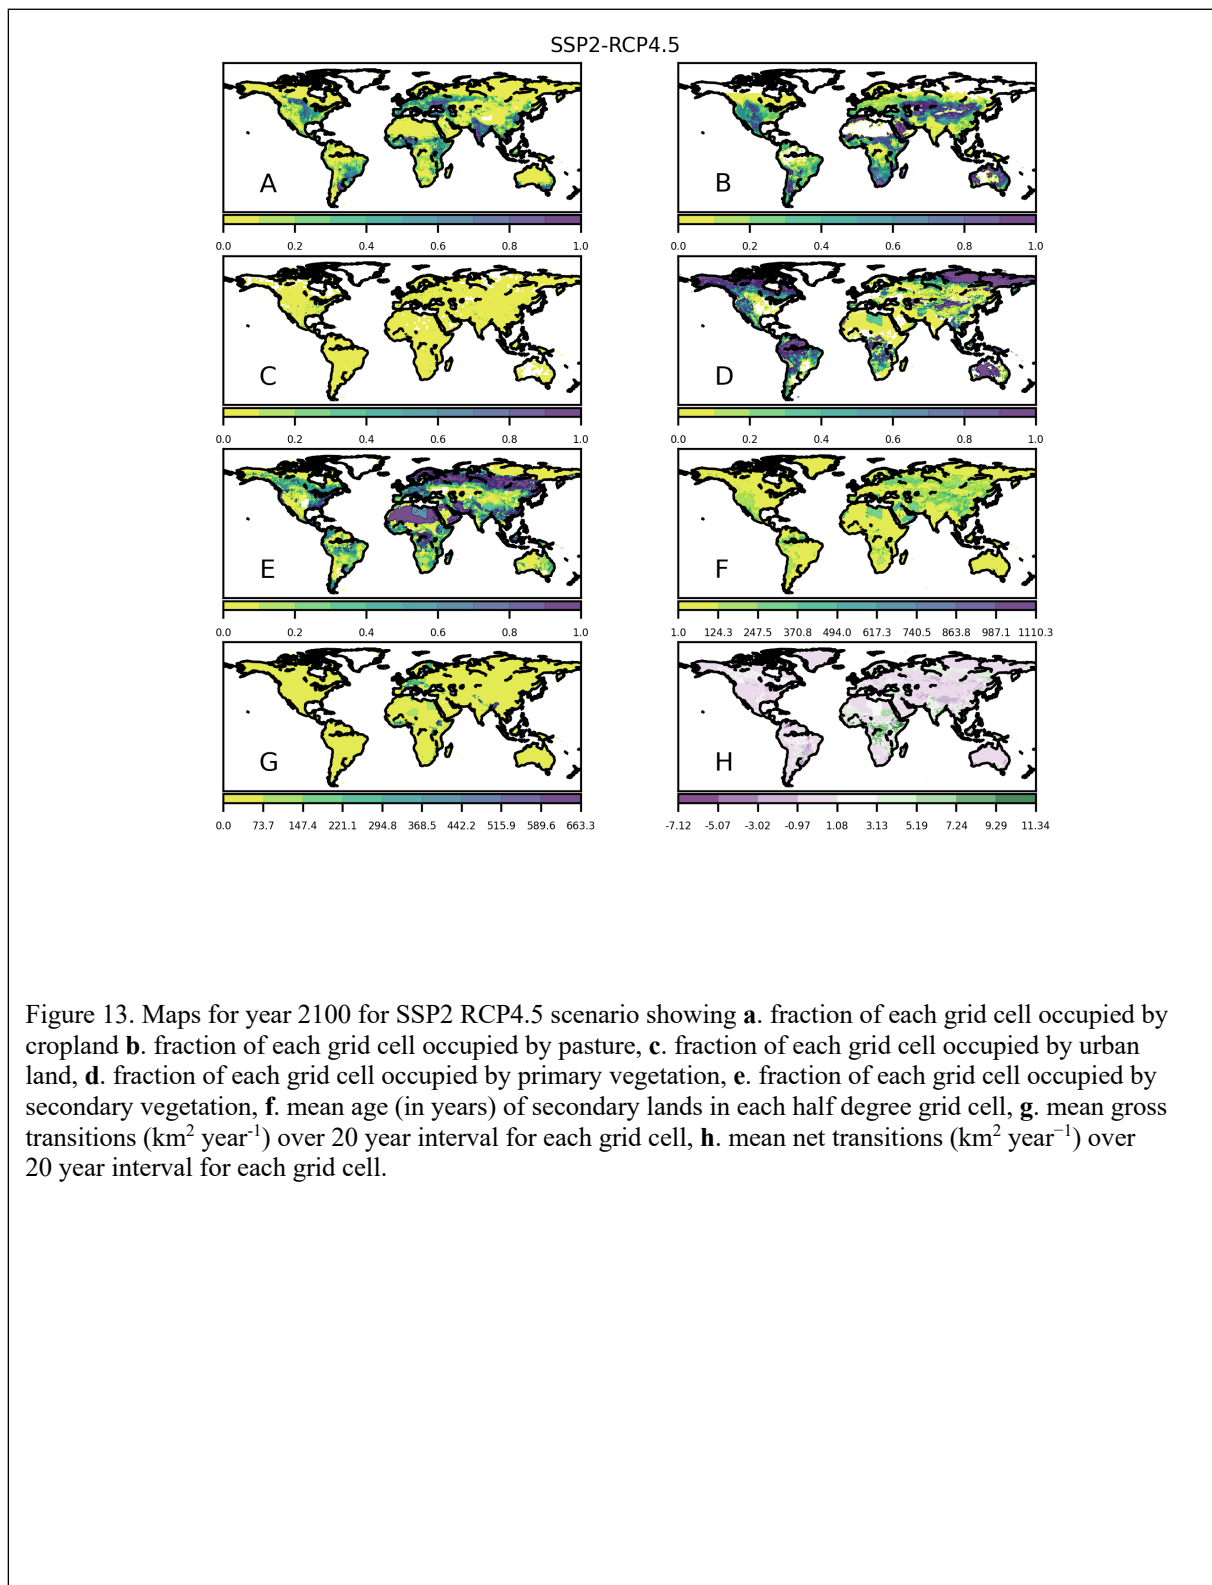 SSP2-RCP4.5
A
B
0.0 0.2 0.4 0.6 0.8 1.0
0.0 0.2 0.4 0.6 0.8 1.0
C
D
0.0 0.2 0.4 0.6 0.8 1.0
0.0 0.2 0.4 0.6 0.8 1.0
E
F
0.0 0.2 0.4 0.6 0.8 1.0
1.0 124.3 247.5 370.8 494.0 617.3 740.5 863.8 987.1 1110.3
G
H
0.0 73.7 147.4 221.1 294.8 368.5 442.2 515.9 589.6 663.3
-7.12 -5.07 -3.02 -0.97 1.08 3.13 5.19 7.24 9.29 11.34
Figure 13. Maps for year 2100 for SSP2 RCP4.5 scenario showing a. fraction of each grid cell occupied by
cropland b. fraction of each grid cell occupied by pasture, c. fraction of each grid cell occupied by urban
land, d. fraction of each grid cell occupied by primary vegetation, e. fraction of each grid cell occupied by
secondary vegetation, f. mean age (in years) of secondary lands in each half degree grid cell, g. mean gross
transitions (km² year⁻¹) over 20 year interval for each grid cell, h. mean net transitions (km² year⁻¹) over
20 year interval for each grid cell.